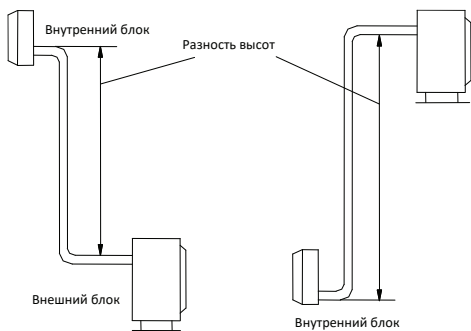 Внутренний блок
Разность высот
Внешний блок
Внутренний блок